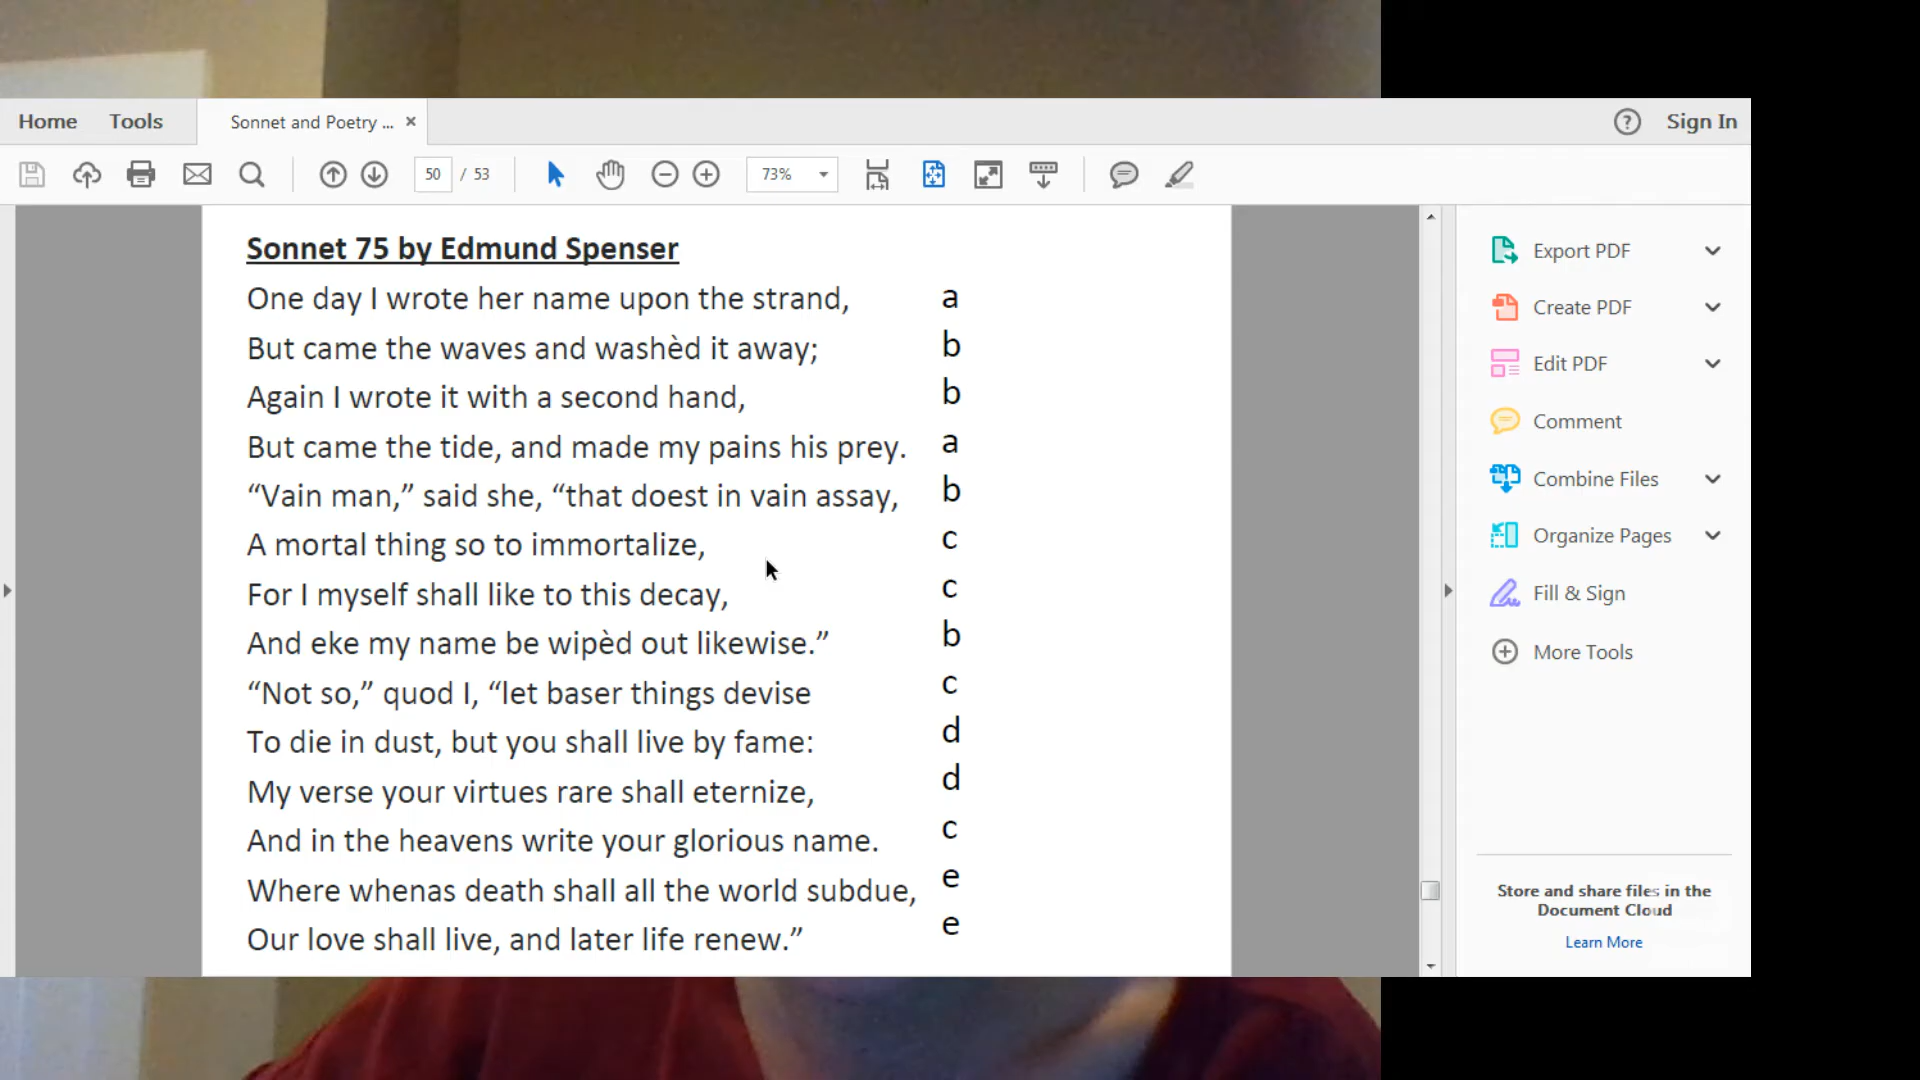 Home Tools Sonnet and Poetry ... × ? Sign In
50 / 53 73%
Sonnet 75 by Edmund Spenser
One day I wrote her name upon the strand, a
But came the waves and washèd it away; b
Again I wrote it with a second hand, b
But came the tide, and made my pains his prey. a
“Vain man,” said she, “that doest in vain assay, b
A mortal thing so to immortalize, c
For I myself shall like to this decay, c
And eke my name be wipèd out likewise.” b
“Not so,” quod I, “let baser things devise c
To die in dust, but you shall live by fame: d
My verse your virtues rare shall eternize, d
And in the heavens write your glorious name. c
Where whenas death shall all the world subdue, e
Our love shall live, and later life renew.” e
Export PDF
Create PDF
Edit PDF
Comment
Combine Files
Organize Pages
Fill & Sign
More Tools
Store and share files in the
Document Cloud
Learn More